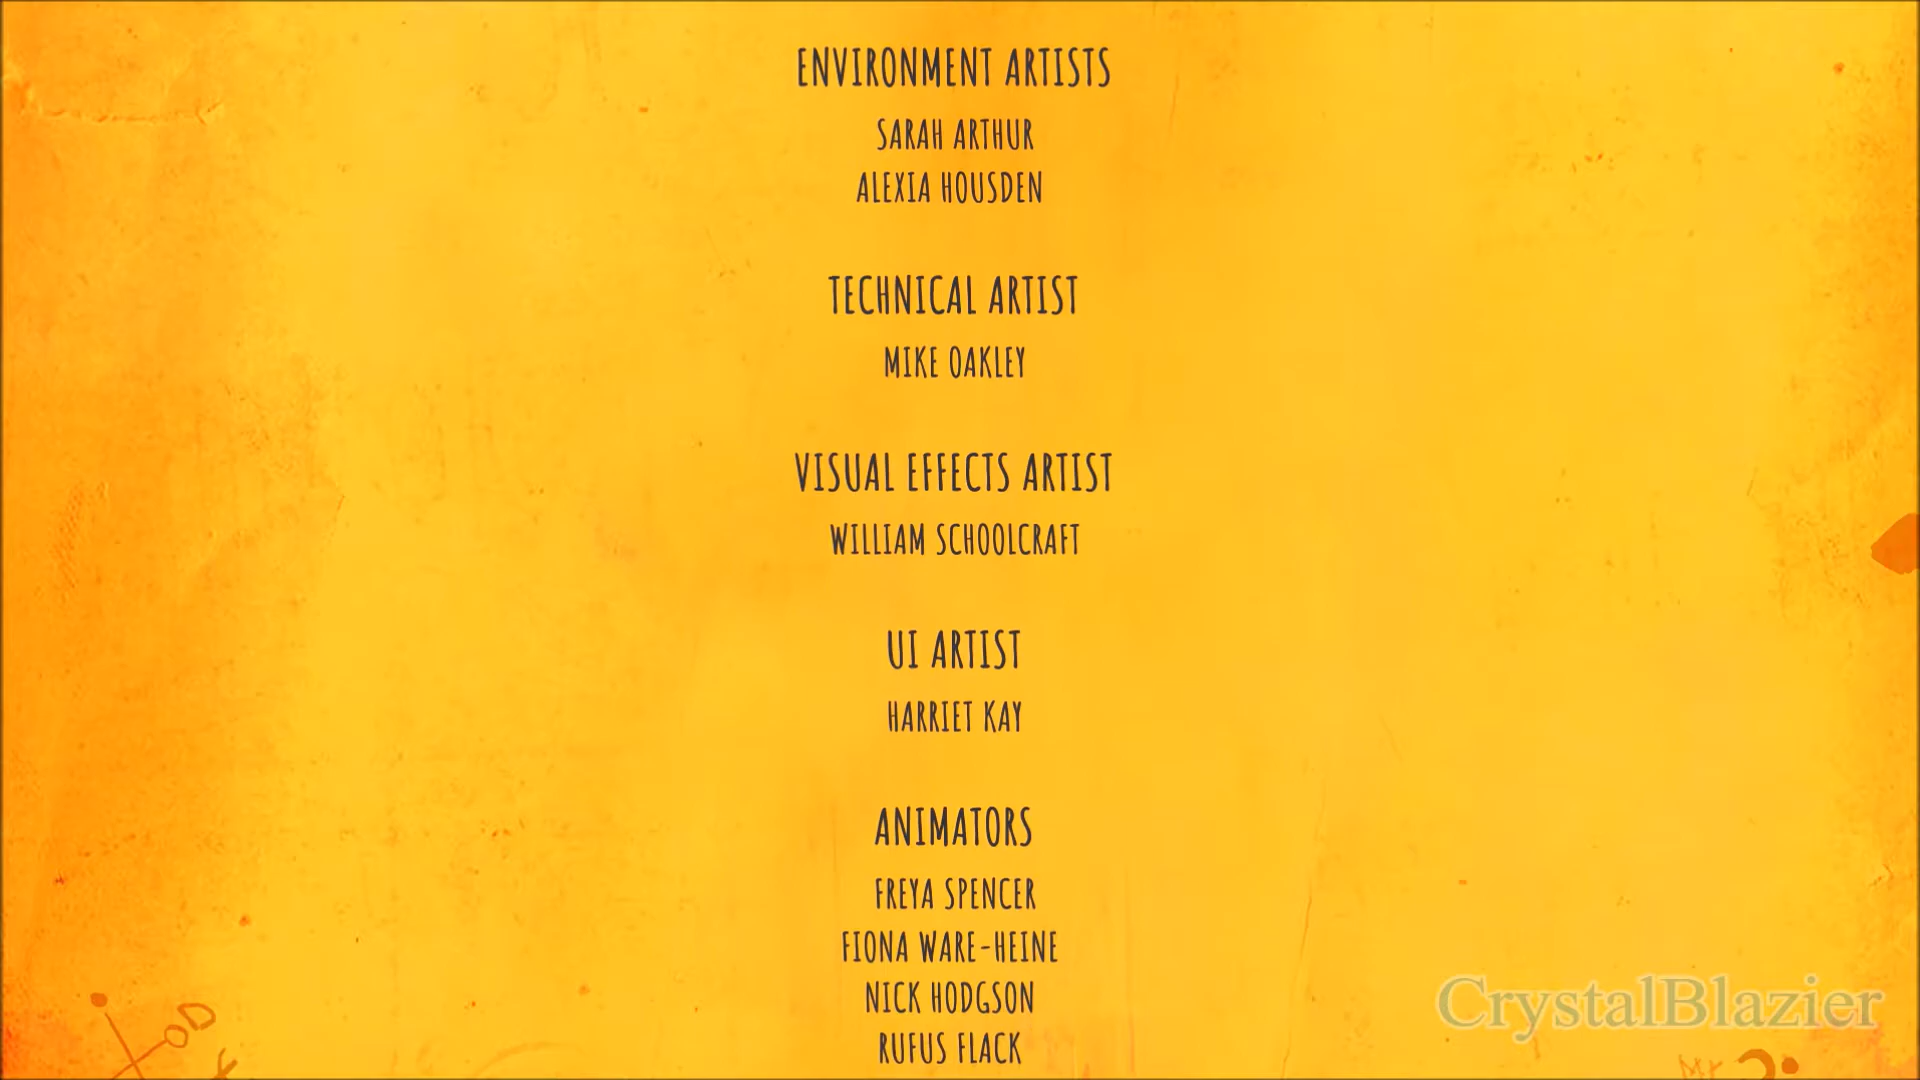 ENVIRONMENT ARTISTS
SARAH ARTHUR
ALEXIA HOUSDEN
TECHNICAL ARTIST
MIKE OAKLEY
VISUAL EFFECTS ARTIST
WILLIAM SCHOOLCRAFT
UI ARTIST
HARRIET KAY
ANIMATORS
FREYA SPENCER
FIONA WARE-HEINE
NICK HODGSON
RUFUS FLACK
CrystalBlazier